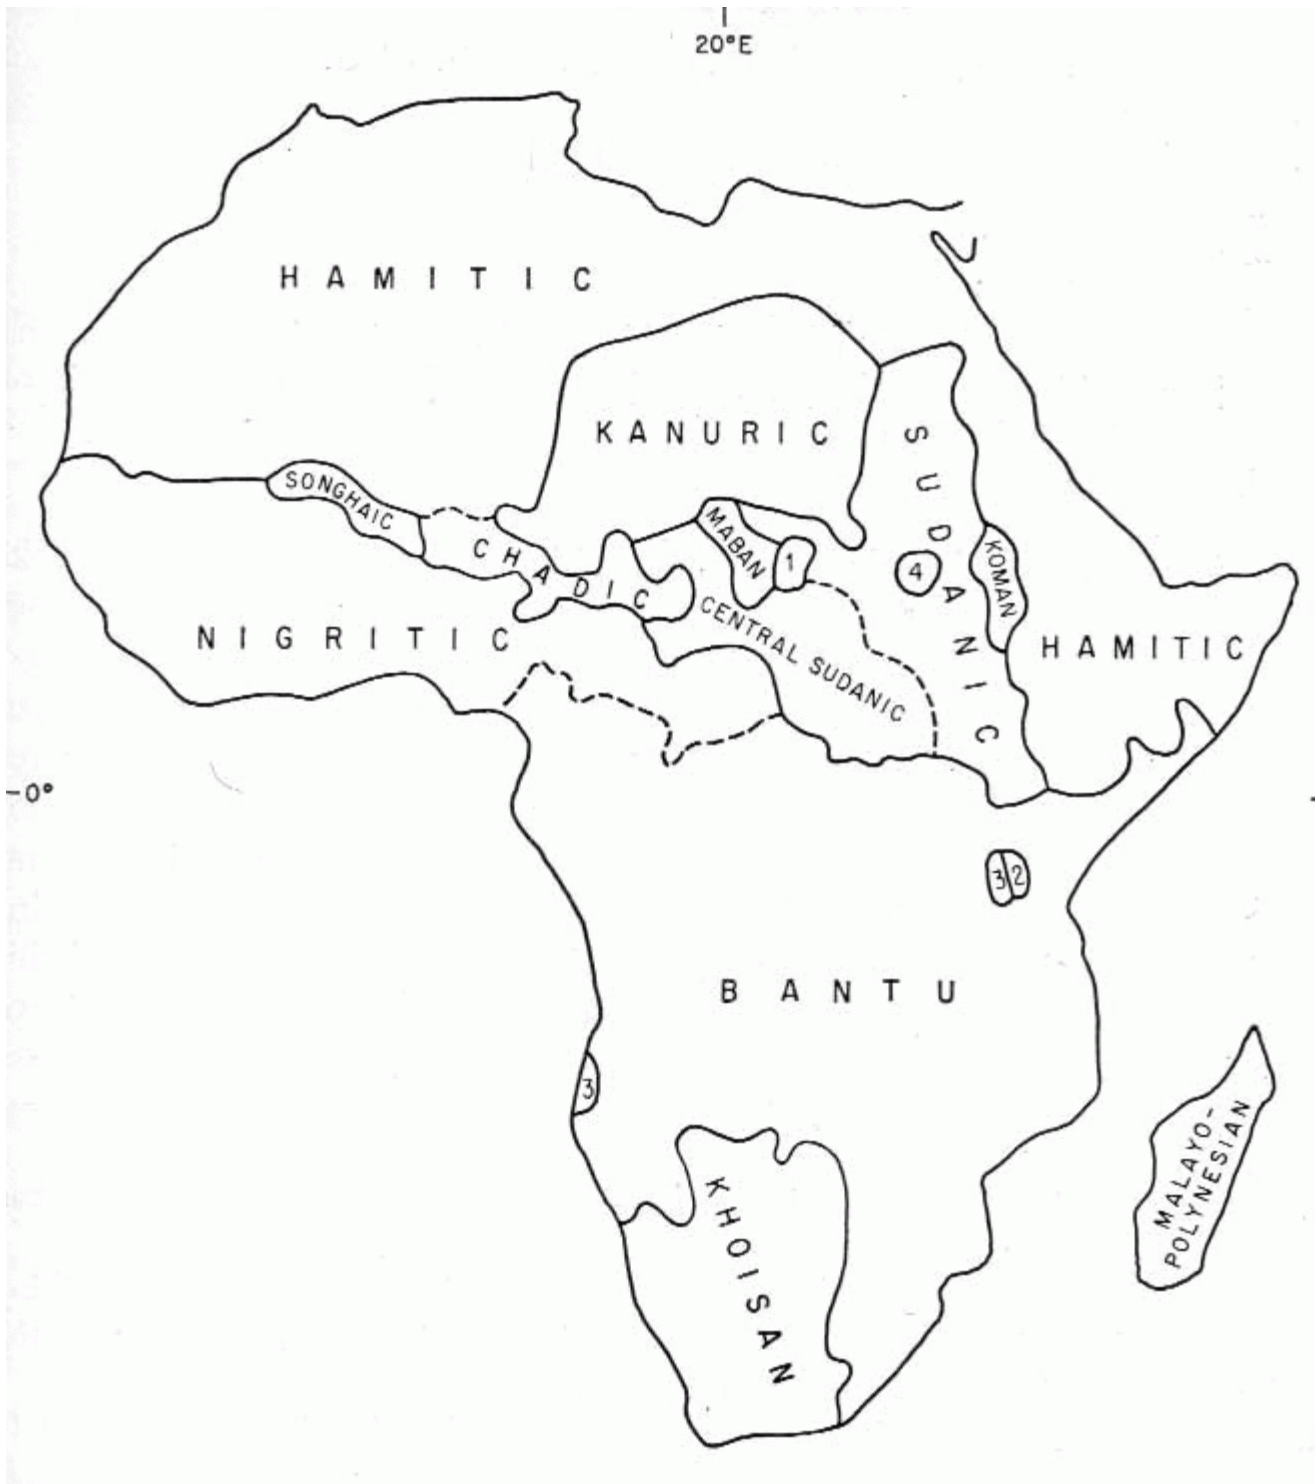 20°E
HAMITIC
KANURIC
SUDANIC
SONGHAIC
MABAN
CHADIC
1
4
KOMAN
CENTRAL SUDANIC
NIGRITIC
HAMITIC
0°
3
2
BANTU
3
KHOISAN
MALAYO-
POLYNESIAN